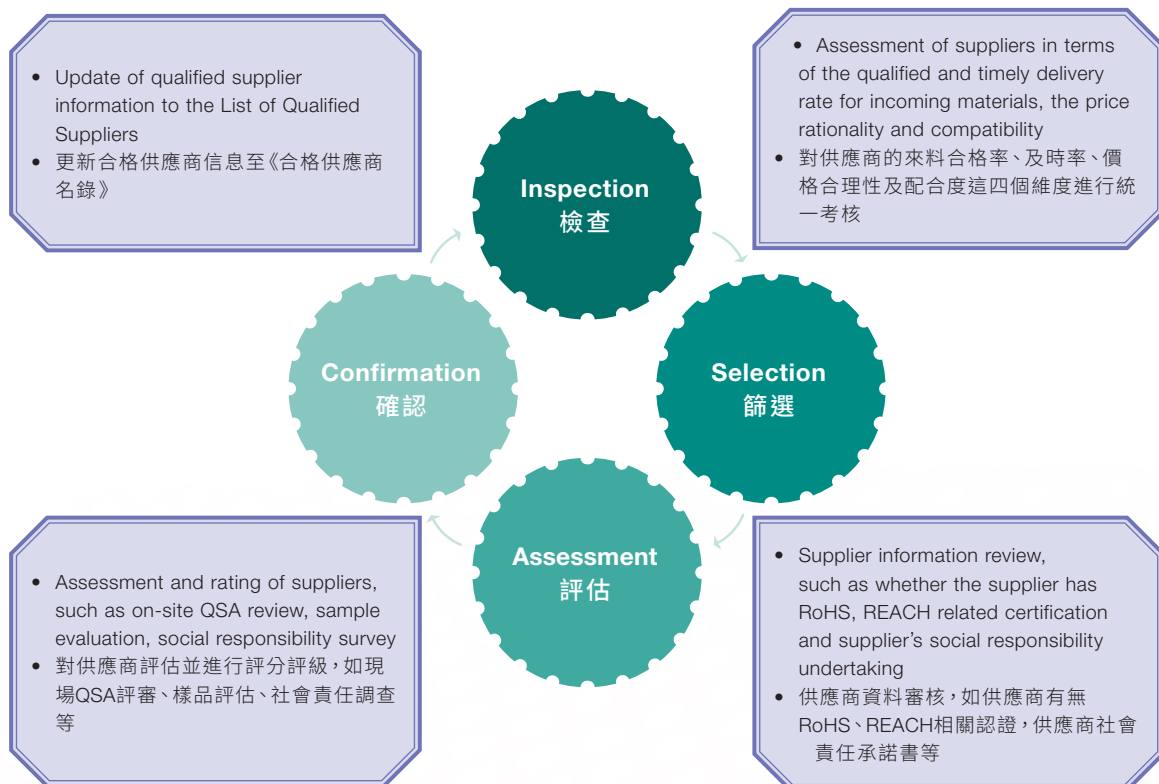 • Update of qualified supplier
information to the List of Qualified
Suppliers
• 更新合格供應商信息至《合格供應商
名錄》
• Assessment of suppliers in terms
of the qualified and timely delivery
rate for incoming materials, the price
rationality and compatibility
• 對供應商的來料合格率、及時率、價
格合理性及配合度這四個維度進行統
一考核
Inspection
檢查
Confirmation
確認
Selection
篩選
Assessment
評估
• Assessment and rating of suppliers,
such as on-site QSA review, sample
evaluation, social responsibility survey
• 對供應商評估並進行評分評級，如現
場QSA評審、樣品評估、社會責任調查
等
• Supplier information review,
such as whether the supplier has
RoHS, REACH related certification
and supplier's social responsibility
undertaking
• 供應商資料審核，如供應商有無
RoHS、REACH相關認證，供應商社會
責任承諾書等